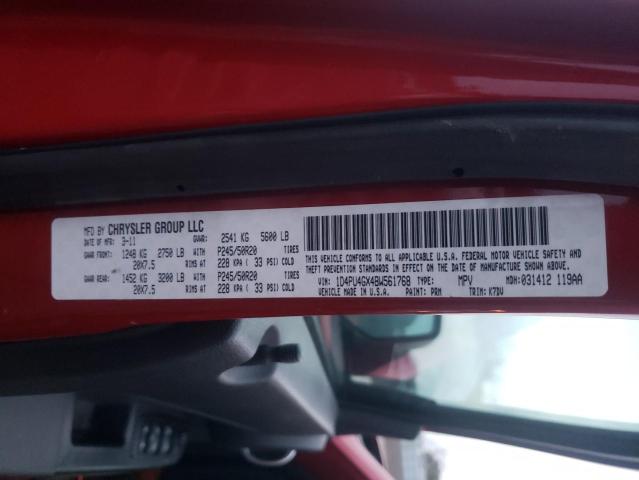 MFD BY CHRYSLER GROUP LLC
DATE OF MFR: 3-11 GVWR: 2541 KG 5600 LB
GAWR FRONT: 1248 KG 2750 LB WITH P245/50R20 TIRES
20X7.5 RIMS AT 228 KPA ( 33 PSI) COLD
GAWR REAR: 1452 KG 3200 LB WITH P245/50R20 TIRES
20X7.5 RIMS AT 228 KPA ( 33 PSI) COLD
THIS VEHICLE CONFORMS TO ALL APPLICABLE U.S.A. FEDERAL MOTOR VEHICLE SAFETY AND
THEFT PREVENTION STANDARDS IN EFFECT ON THE DATE OF MANUFACTURE SHOWN ABOVE.
VIN: 1D4PU4GX4BW561768 TYPE: MPV MDH: 031412 119AA
VEHICLE MADE IN U.S.A. PAINT: PRM TRIM: K7DV